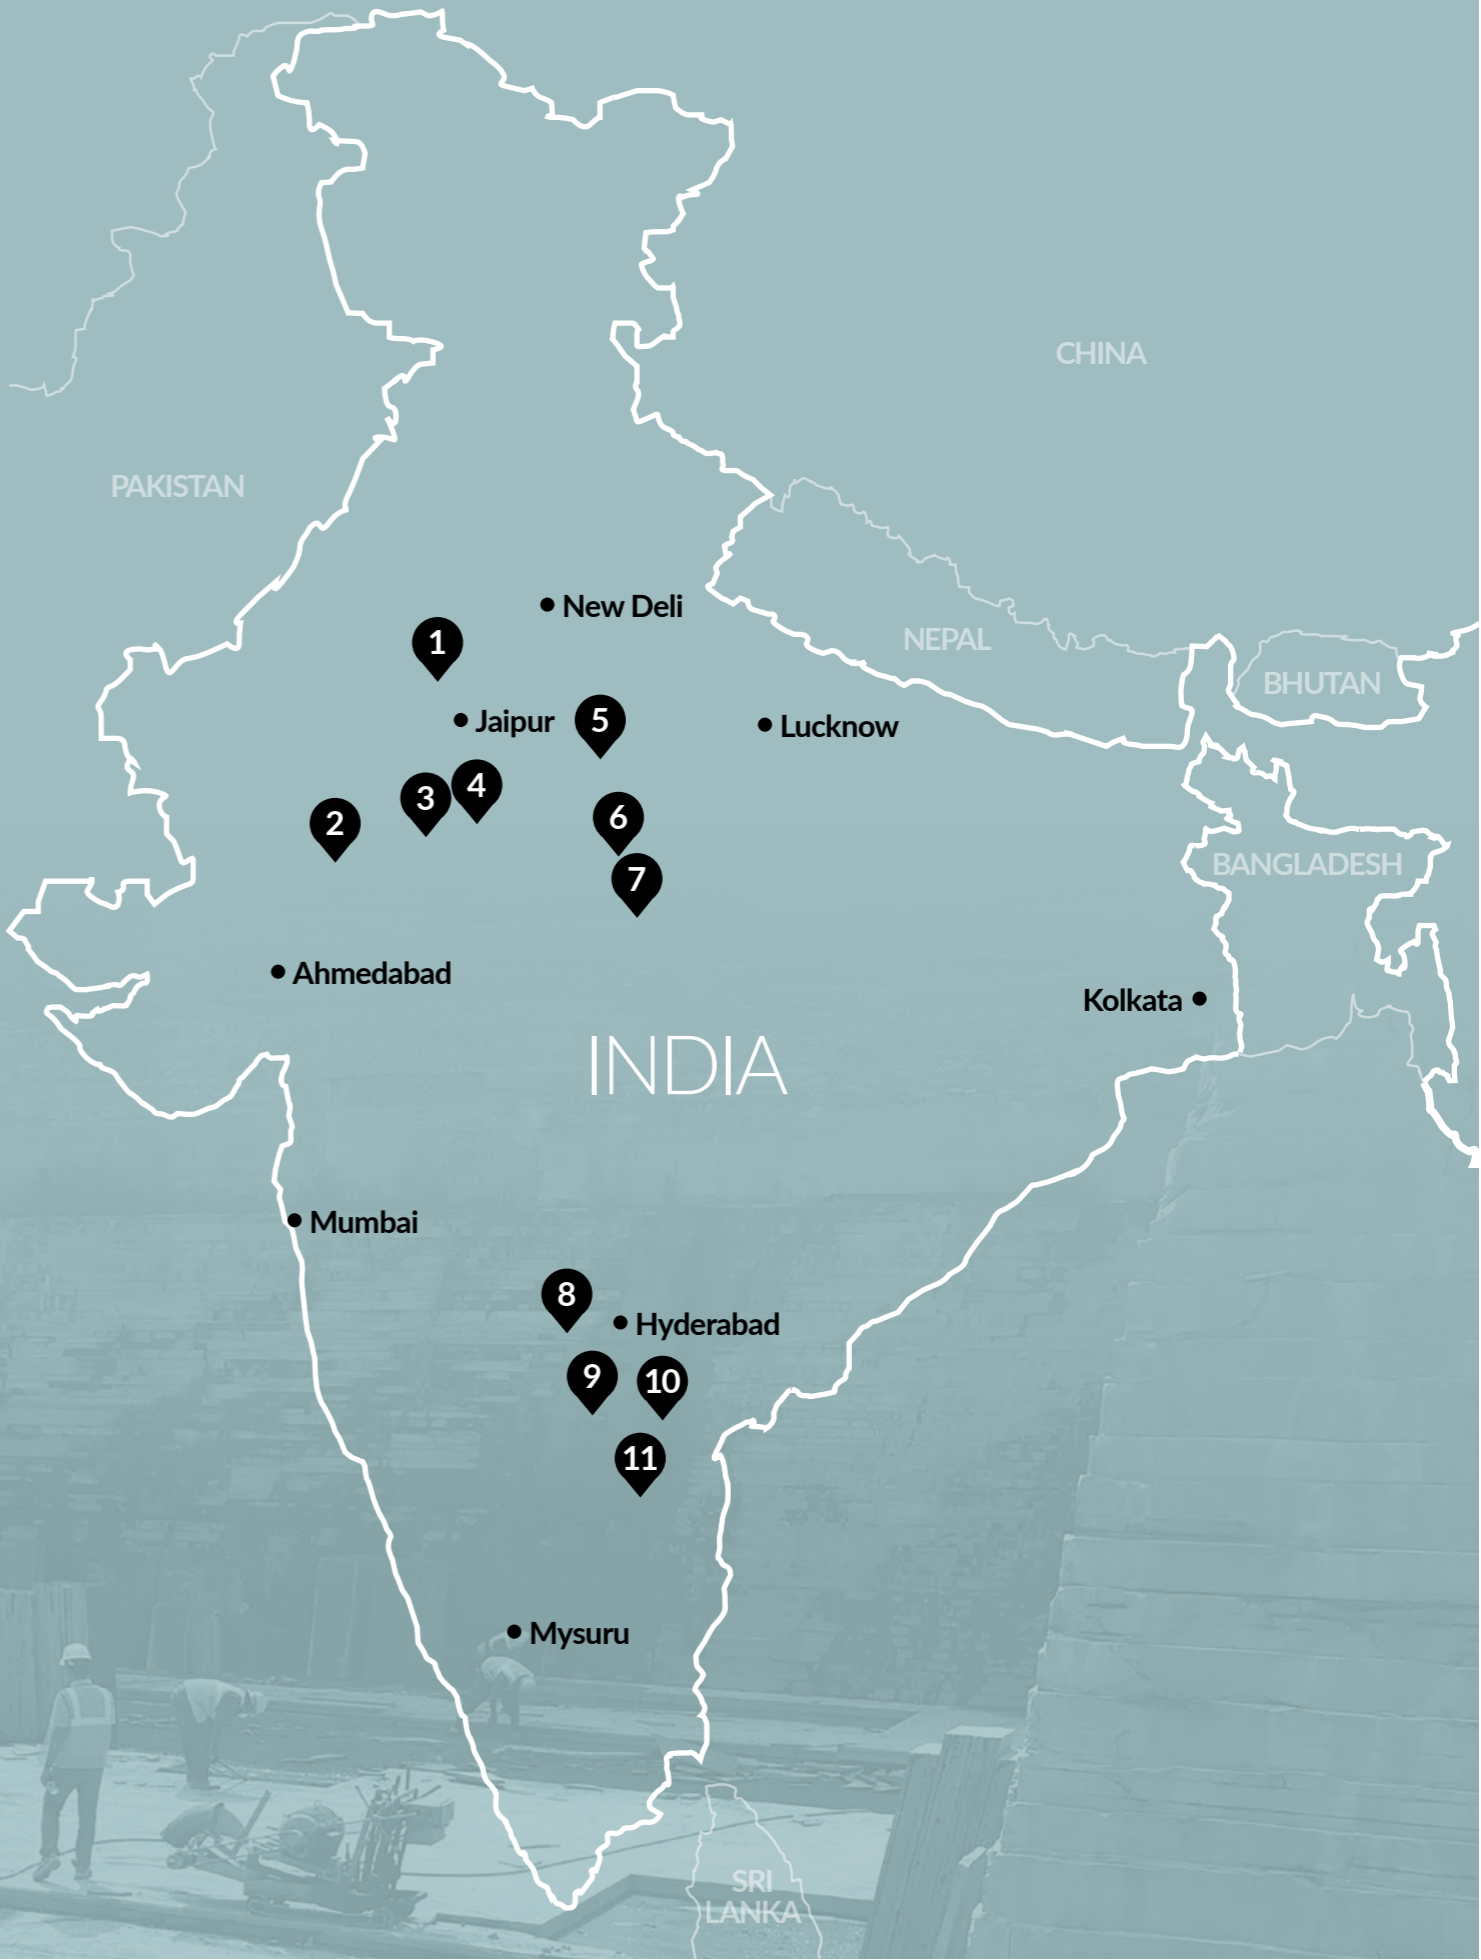 CHINA
PAKISTAN
New Deli
1
NEPAL
BHUTAN
Jaipur
5
Lucknow
4
3
2
6
7
BANGLADESH
Ahmedabad
Kolkata
INDIA
Mumbai
8
Hyderabad
9
10
11
Mysuru
SRI
LANKA